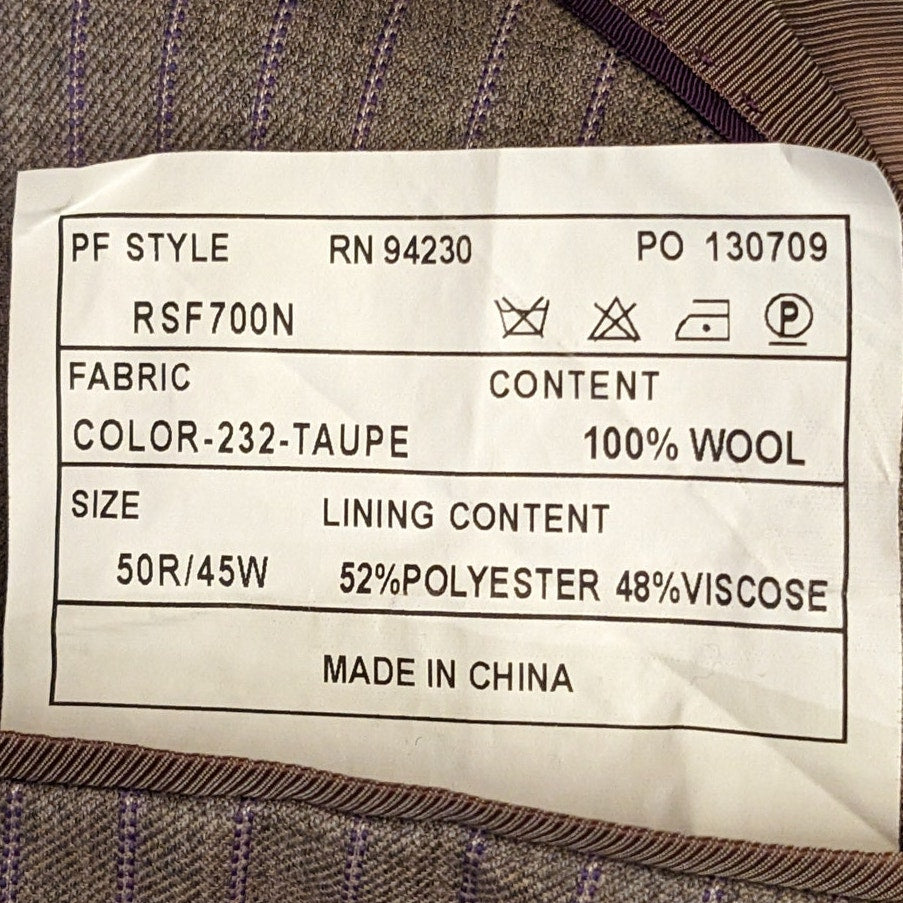 PF STYLE RN 94230 PO 130709
RSF700N P
FABRIC CONTENT
COLOR-232-TAUPE 100% WOOL
SIZE LINING CONTENT
50R/45W 52%POLYESTER 48%VISCOSE
MADE IN CHINA